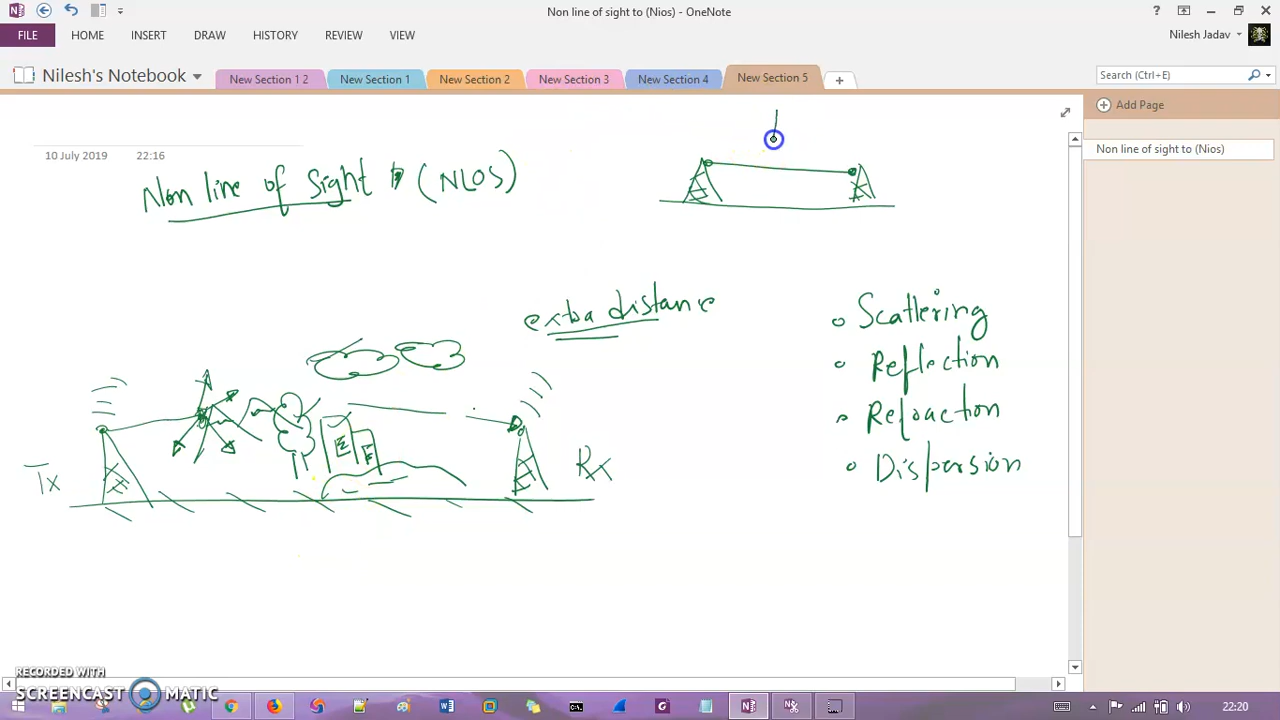 Non line of sight to (Nios) - OneNote
FILE
HOME
INSERT
DRAW
HISTORY
REVIEW
VIEW
Nilesh Jadav
Nilesh's Notebook
New Section 1 2
New Section 1
New Section 2
New Section 3
New Section 4
New Section 5
Search (Ctrl+E)
Add Page
Non line of sight to (Nios)
10 July 2019 22:16
Non line of sight (NLOS)
extra distance
Scattering
Reflection
Refraction
Dispersion
Tx
Rx
RECORDED WITH
SCREENCAST MATIC
22:20